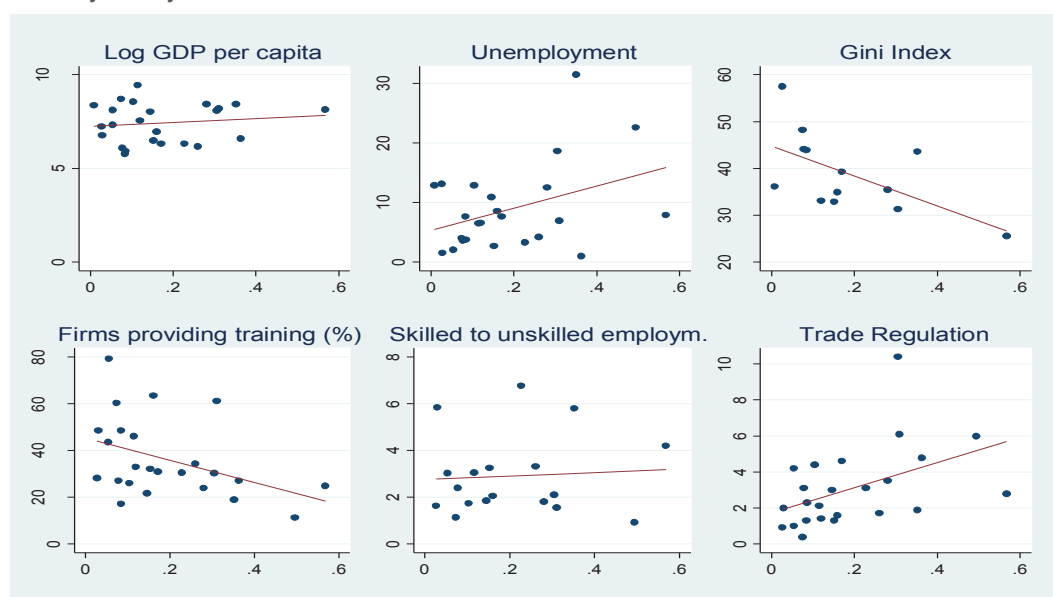 Log GDP per capita
10
5
0
0 .2 .4 .6
Unemployment
30
20
10
0
0 .2 .4 .6
Gini Index
60
50
40
30
20
0 .2 .4 .6
Firms providing training (%)
80
60
40
20
0
0 .2 .4 .6
Skilled to unskilled employm.
8
6
4
2
0
0 .2 .4 .6
Trade Regulation
10
8
6
4
2
0
0 .2 .4 .6